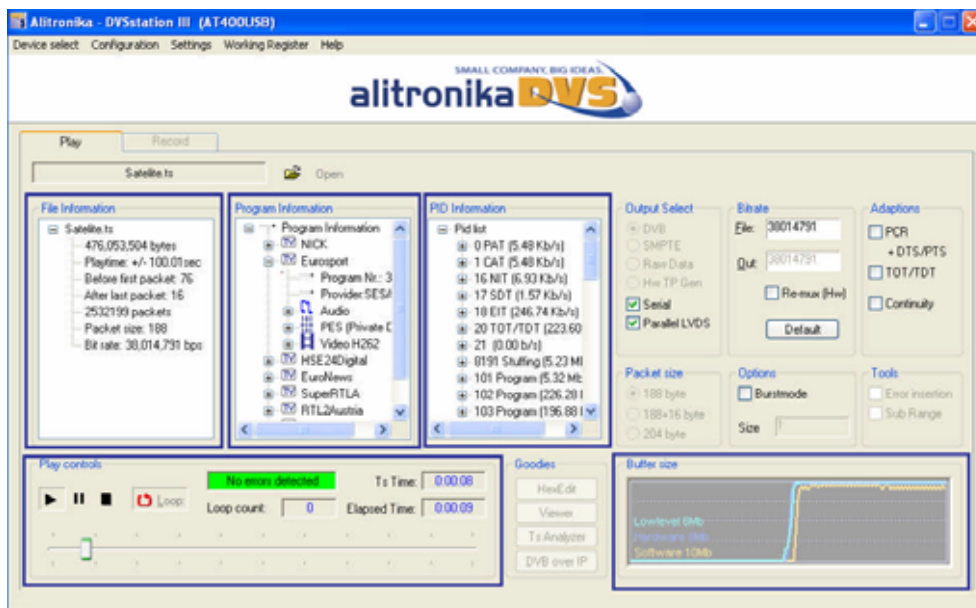 Alitronika - DVSstation III (AT400USB)
Device select Configuration Settings Working Register Help
SMALL COMPANY, BIG IDEAS.
alitronika DVS
Play
Record
Satelite.ts
Open
File Information
Satelite.ts
476,053,504 bytes
Playtime: +/- 100.01sec
Before first packet: 76
After last packet: 16
2532199 packets
Packet size: 188
Bit rate: 38,014,791 bps
Program Information
Program Information
NICK
Eurosport
Program Nr.: 3
Provider:SES
Audio
PES (Private
Video H262
HSE24Digital
EuroNews
SuperRTLA
RTL2Austria
PID Information
Pid list
0 PAT (5.48 Kb/s)
1 CAT (5.48 Kb/s)
16 NIT (6.93 Kb/s)
17 SDT (1.57 Kb/s)
18 EIT (246.74 Kb/s)
20 TOT/TDT (223.60
21 (0.00 b/s)
8191 Stuffing (5.23 M
101 Program (5.32 Mb
102 Program (226.28
103 Program (196.88
Output Select
DVB
SMPTE
Raw Data
Hw TP Gen
Serial
Parallel LVDS
Bitrate
File: 38014791
Out: 38014791
Re-mux (Hw)
Default
Adaptions
PCR
+ DTS/PTS
TOT/TDT
Continuity
Packet size
188 byte
188+16 byte
204 byte
Options
Burstmode
Size 1
Tools
Error insertion
Sub Range
Play controls
Loop
No errors detected
Ts Time: 0:00:08
Loop count: 0
Elapsed Time: 0:00:09
Goodies
HexEdit
Viewer
Ts Analyzer
DVB over IP
Buffer size
Lowlevel 6Mb
Software 10Mb